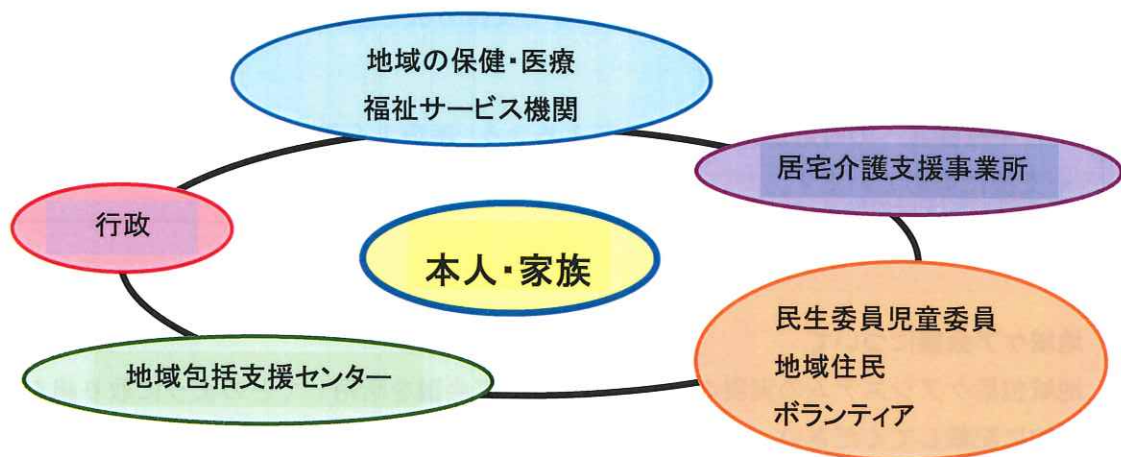 地域の保健・医療
福祉サービス機関
居宅介護支援事業所
行政
本人・家族
民生委員児童委員
地域住民
ボランティア
地域包括支援センター